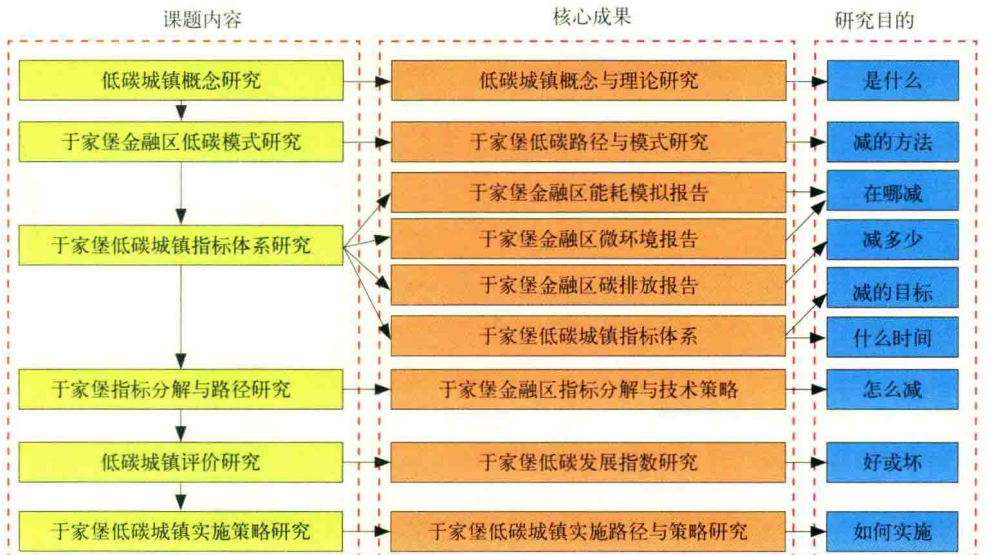 课题内容
核心成果
研究目的
低碳城镇概念研究
低碳城镇概念与理论研究
是什么
于家堡金融区低碳模式研究
于家堡低碳路径与模式研究
减的方法
于家堡金融区能耗模拟报告
在哪减
于家堡低碳城镇指标体系研究
于家堡金融区微环境报告
减多少
于家堡金融区碳排放报告
减的目标
于家堡低碳城镇指标体系
什么时间
于家堡指标分解与路径研究
于家堡金融区指标分解与技术策略
怎么减
低碳城镇评价研究
于家堡低碳发展指数研究
好或坏
于家堡低碳城镇实施策略研究
于家堡低碳城镇实施路径与策略研究
如何实施